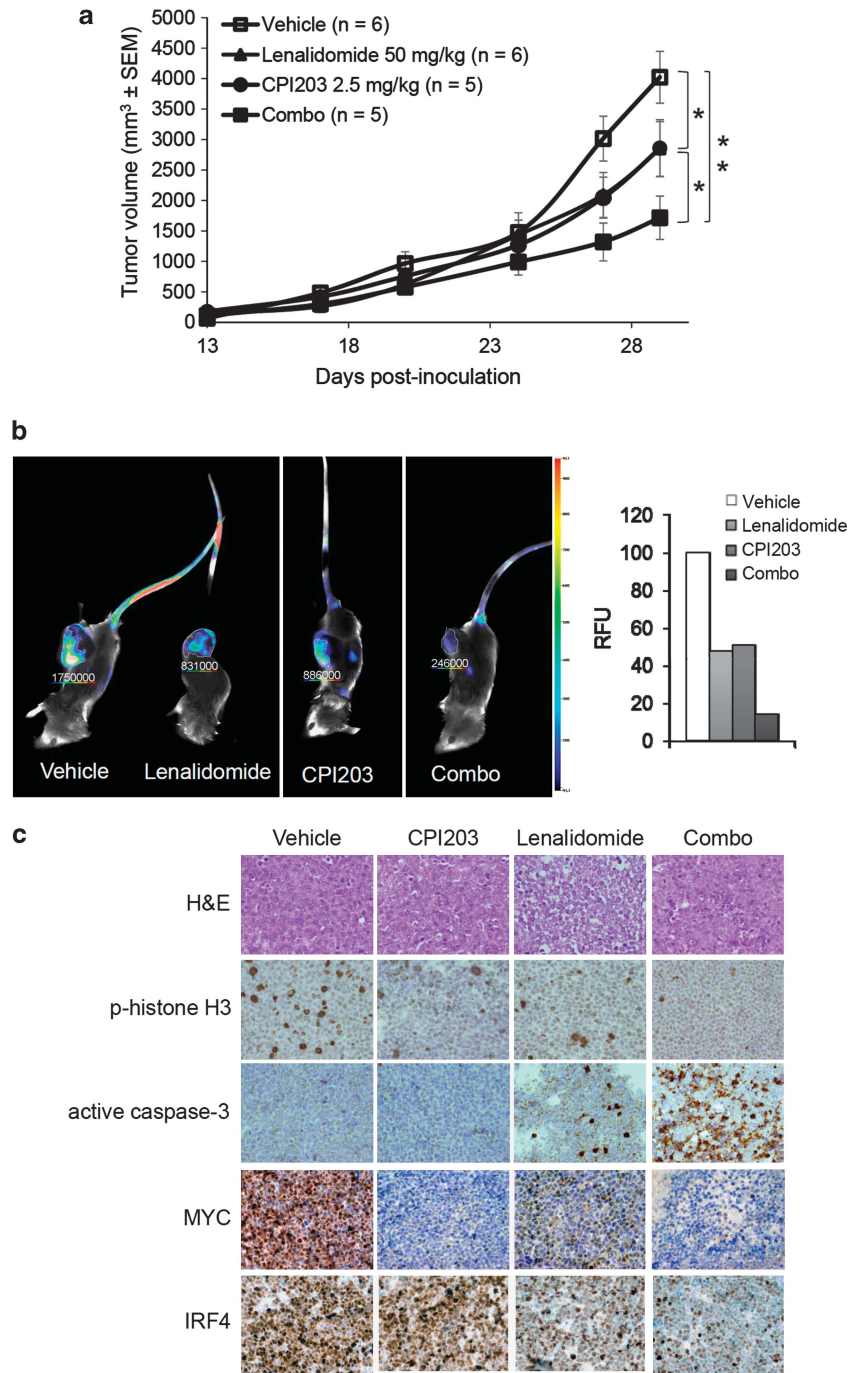 a
Tumor volume (mm³ ± SEM)
5000
4500
4000
3500
3000
2500
2000
1500
1000
500
0
13 18 23 28
Days post-inoculation
Vehicle (n = 6)
Lenalidomide 50 mg/kg (n = 6)
CPI203 2.5 mg/kg (n = 5)
Combo (n = 5)
*
*
*
*
b
1750000
831000
886000
246000
Vehicle
Lenalidomide
CPI203
Combo
RFU
120
100
80
60
40
20
0
Vehicle
Lenalidomide
CPI203
Combo
c
Vehicle CPI203 Lenalidomide Combo
H&E
p-histone H3
active caspase-3
MYC
IRF4